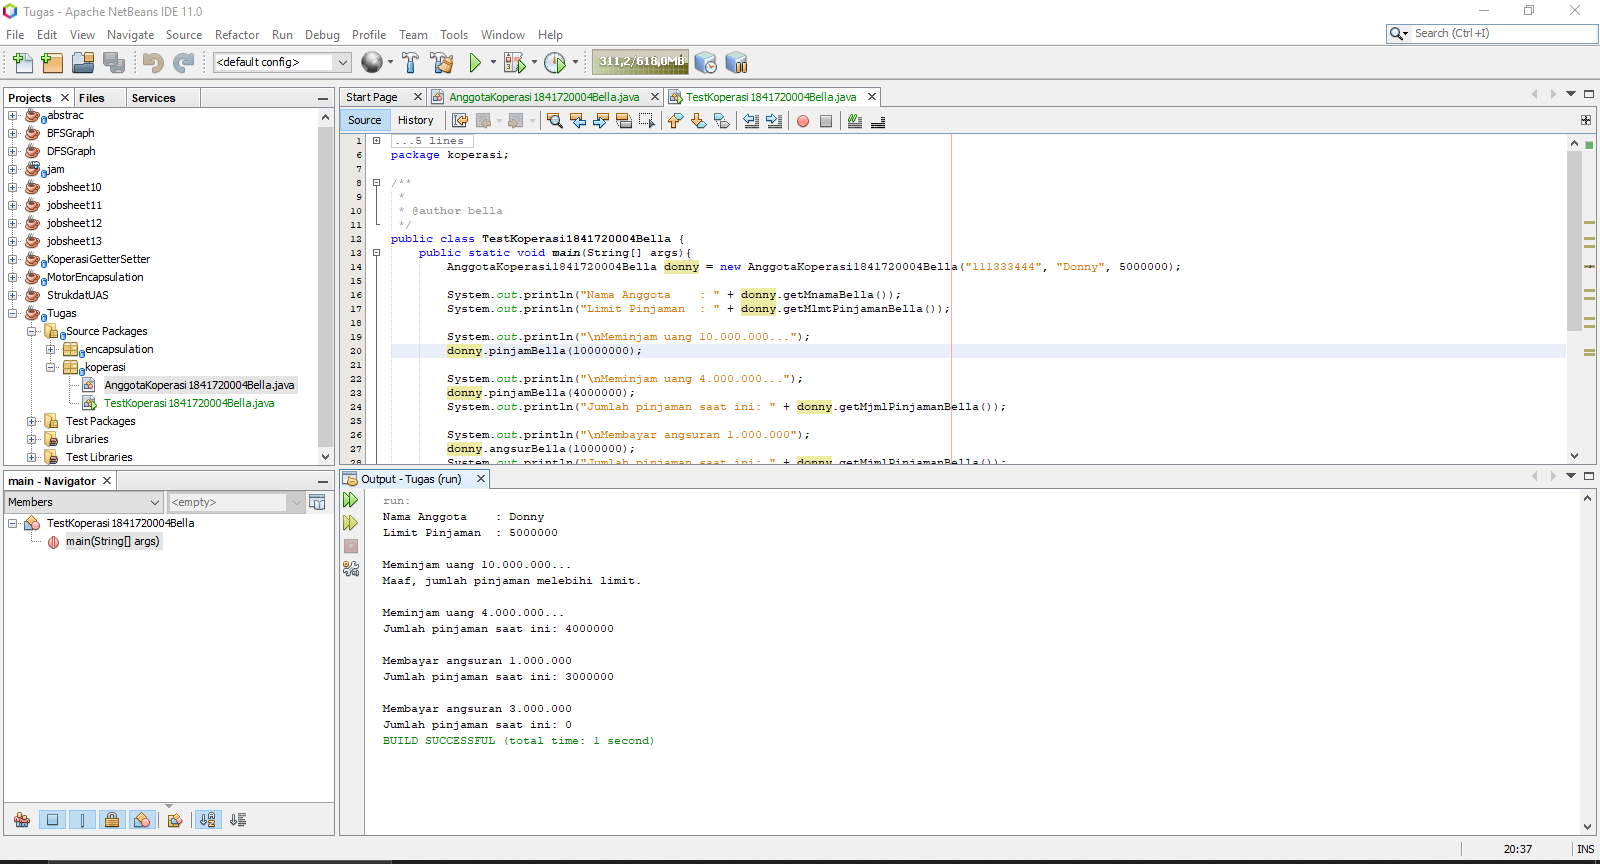 Tugas - Apache NetBeans IDE 11.0
File Edit View Navigate Source Refactor Run Debug Profile Team Tools Window Help
Search (Ctrl+I)
<default config>
311,2/618,0MB
Projects
Files
Services
abstrac
BFSGraph
DFSGraph
jam
jobsheet10
jobsheet11
jobsheet12
jobsheet13
KoperasiGetterSetter
MotorEncapsulation
StrukdatUAS
Tugas
Source Packages
encapsulation
koperasi
AnggotaKoperasi1841720004Bella.java
TestKoperasi1841720004Bella.java
Test Packages
Libraries
Test Libraries
main - Navigator
Members
<empty>
TestKoperasi1841720004Bella
main(String[] args)
Start Page
AnggotaKoperasi1841720004Bella.java
TestKoperasi1841720004Bella.java
Source
History
1 ...5 lines
6 package koperasi;
7
8 /**
9 *
10 * @author bella
11 */
12 public class TestKoperasi1841720004Bella {
13 public static void main(String[] args){
14 AnggotaKoperasi1841720004Bella donny = new AnggotaKoperasi1841720004Bella("111333444", "Donny", 5000000);
15
16 System.out.println("Nama Anggota    : " + donny.getMnamaBella());
17 System.out.println("Limit Pinjaman  : " + donny.getMlmtPinjamanBella());
18
19 System.out.println("\nMeminjam uang 10.000.000...");
20 donny.pinjamBella(10000000);
21
22 System.out.println("\nMeminjam uang 4.000.000...");
23 donny.pinjamBella(4000000);
24 System.out.println("Jumlah pinjaman saat ini: " + donny.getMjmlPinjamanBella());
25
26 System.out.println("\nMembayar angsuran 1.000.000");
27 donny.angsurBella(1000000);
28 System.out.println("Jumlah pinjaman saat ini: " + donny.getMjmlPinjamanBella());
Output - Tugas (run)
run:
Nama Anggota    : Donny
Limit Pinjaman  : 5000000
Meminjam uang 10.000.000...
Maaf, jumlah pinjaman melebihi limit.
Meminjam uang 4.000.000...
Jumlah pinjaman saat ini: 4000000
Membayar angsuran 1.000.000
Jumlah pinjaman saat ini: 3000000
Membayar angsuran 3.000.000
Jumlah pinjaman saat ini: 0
BUILD SUCCESSFUL (total time: 1 second)
20:37
INS